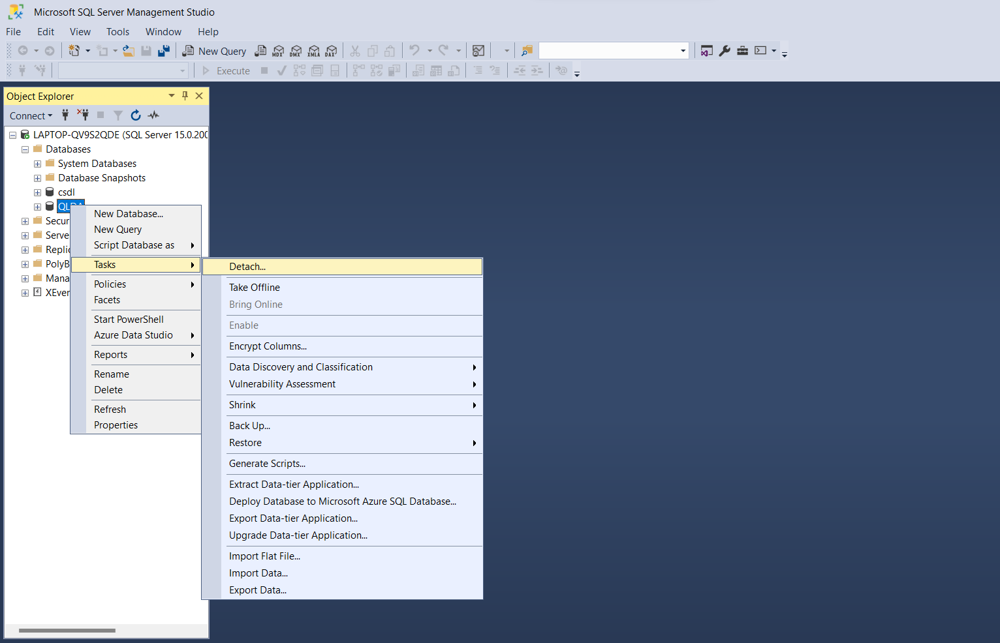 Microsoft SQL Server Management Studio
File Edit View Tools Window Help
New Query MDX DMX XMLA DAX
Execute
Object Explorer
Connect
LAPTOP-QV9S2QDE (SQL Server 15.0.200
Databases
System Databases
Database Snapshots
csdl
Secur
Serve
Replic
PolyB
Mana
XEven
New Database...
New Query
Script Database as
Tasks
Policies
Facets
Start PowerShell
Azure Data Studio
Reports
Rename
Delete
Refresh
Properties
Detach...
Take Offline
Bring Online
Enable
Encrypt Columns...
Data Discovery and Classification
Vulnerability Assessment
Shrink
Back Up...
Restore
Generate Scripts...
Extract Data-tier Application...
Deploy Database to Microsoft Azure SQL Database...
Export Data-tier Application...
Upgrade Data-tier Application...
Import Flat File...
Import Data...
Export Data...